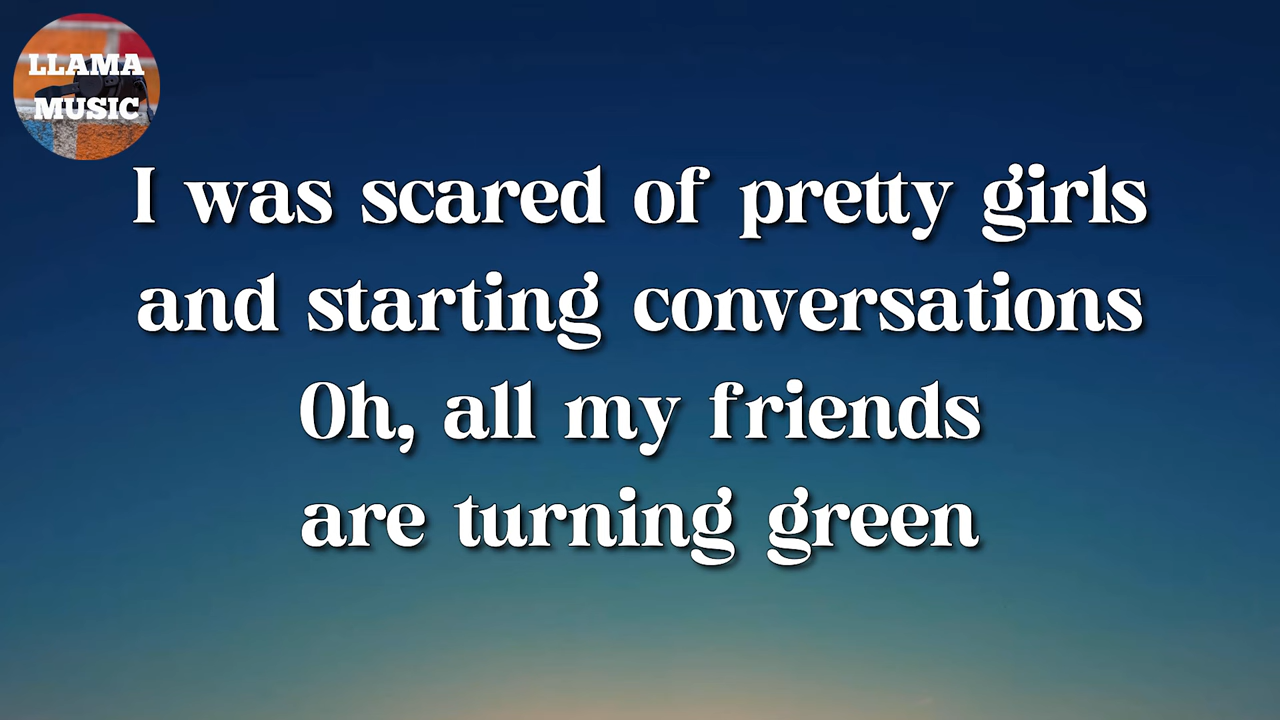 LLAMA
MUSIC
I was scared of pretty girls
and starting conversations
Oh, all my friends
are turning green